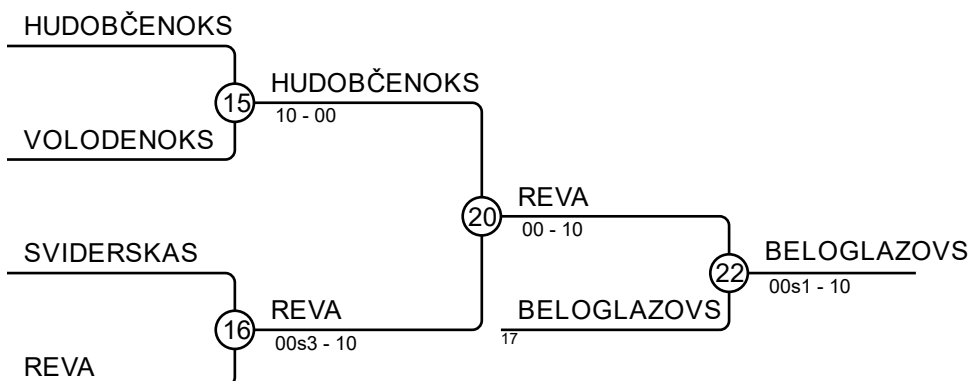 HUDOBČENOKS
15
HUDOBČENOKS
10 - 00
VOLODENOKS
20
REVA
00 - 10
SVIDERSKAS
22
BELOGLAZOVS
00s1 - 10
16
REVA
00s3 - 10
BELOGLAZOVS
17
REVA